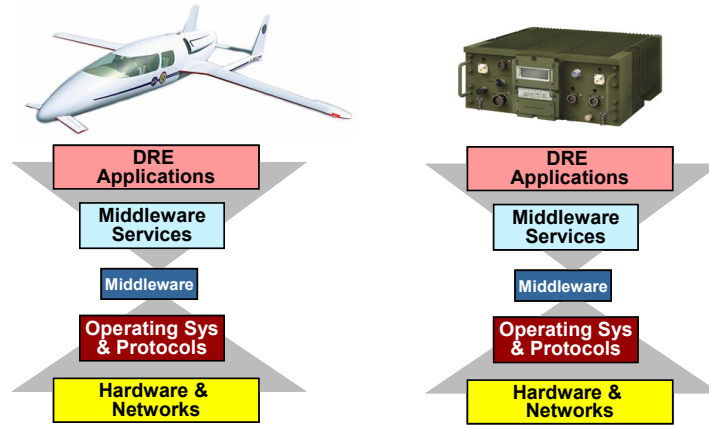 DRE
Applications
Middleware
Services
Middleware
Operating Sys
& Protocols
Hardware &
Networks
DRE
Applications
Middleware
Services
Middleware
Operating Sys
& Protocols
Hardware &
Networks